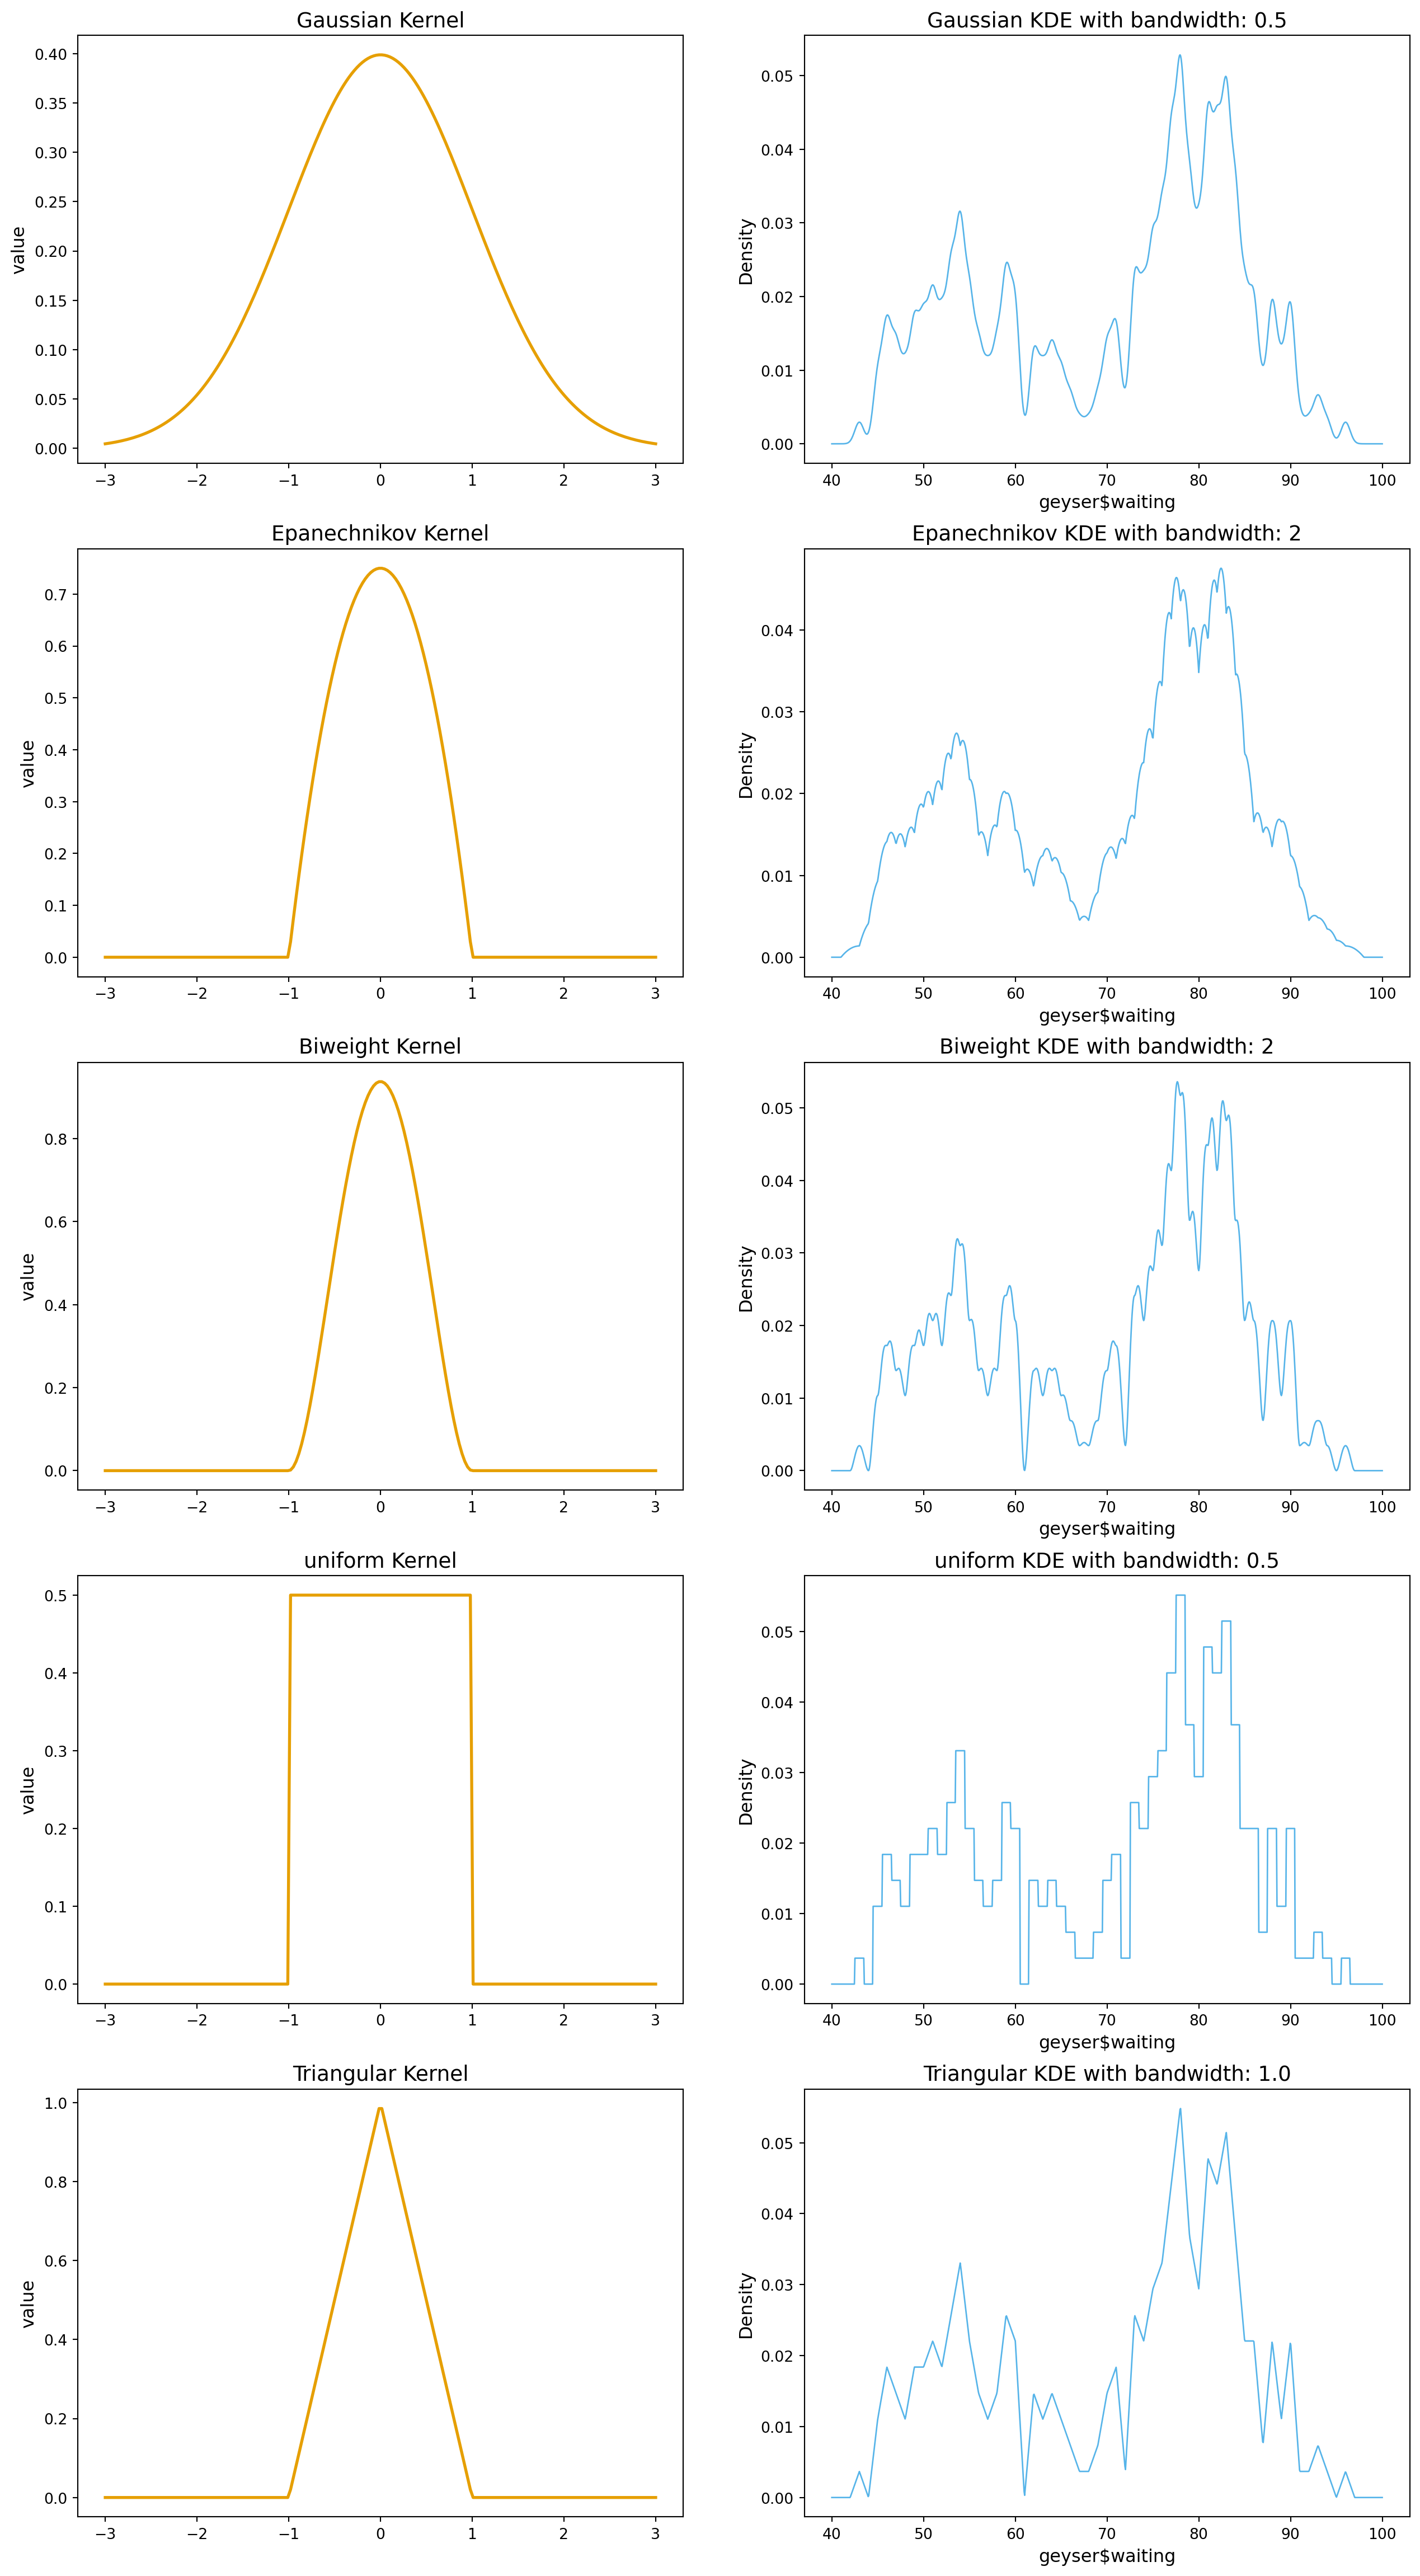 Gaussian Kernel
value
0.40
0.35
0.30
0.25
0.20
0.15
0.10
0.05
0.00
−3 −2 −1 0 1 2 3
Gaussian KDE with bandwidth: 0.5
Density
0.05
0.04
0.03
0.02
0.01
0.00
40 50 60 70 80 90 100
geyser$waiting
Epanechnikov Kernel
value
0.7
0.6
0.5
0.4
0.3
0.2
0.1
0.0
−3 −2 −1 0 1 2 3
Epanechnikov KDE with bandwidth: 2
Density
0.04
0.03
0.02
0.01
0.00
40 50 60 70 80 90 100
geyser$waiting
Biweight Kernel
value
0.8
0.6
0.4
0.2
0.0
−3 −2 −1 0 1 2 3
Biweight KDE with bandwidth: 2
Density
0.05
0.04
0.03
0.02
0.01
0.00
40 50 60 70 80 90 100
geyser$waiting
uniform Kernel
value
0.5
0.4
0.3
0.2
0.1
0.0
−3 −2 −1 0 1 2 3
uniform KDE with bandwidth: 0.5
Density
0.05
0.04
0.03
0.02
0.01
0.00
40 50 60 70 80 90 100
geyser$waiting
Triangular Kernel
value
1.0
0.8
0.6
0.4
0.2
0.0
−3 −2 −1 0 1 2 3
Triangular KDE with bandwidth: 1.0
Density
0.05
0.04
0.03
0.02
0.01
0.00
40 50 60 70 80 90 100
geyser$waiting